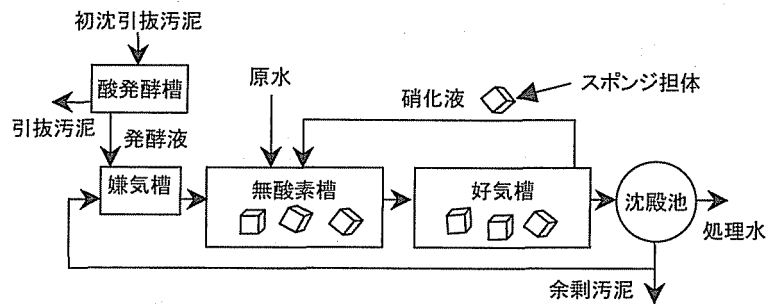 初沈引抜汚泥
酸発酵槽
引抜汚泥
発酵液
原水
硝化液
スポンジ担体
嫌気槽
無酸素槽
好気槽
沈殿池
処理水
余剰汚泥